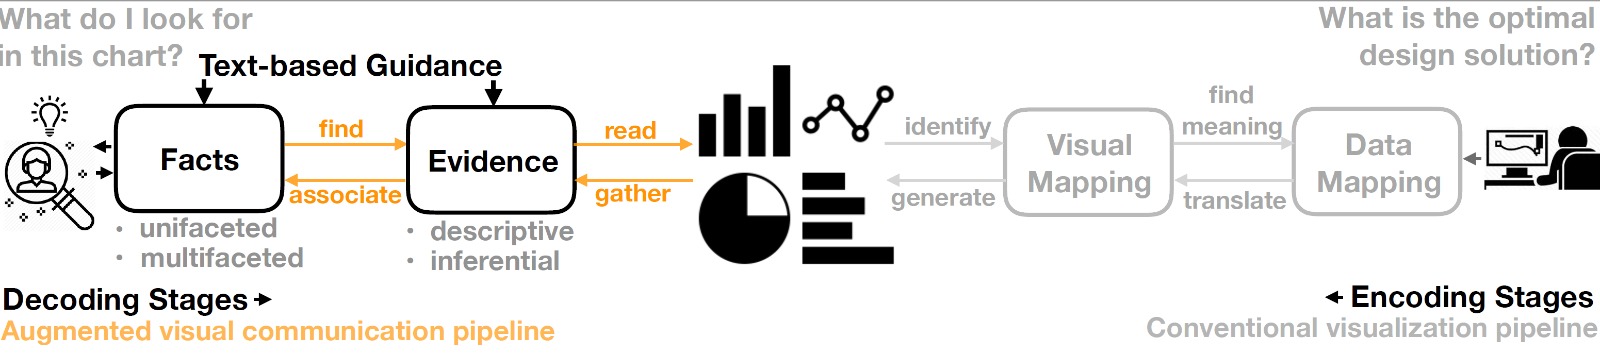 What do I look for
in this chart?
What is the optimal
design solution?
Text-based Guidance
Facts
find
associate
Evidence
read
gather
identify
generate
Visual
Mapping
find
meaning
translate
Data
Mapping
• unifaceted
• multifaceted
• descriptive
• inferential
Decoding Stages
Augmented visual communication pipeline
Encoding Stages
Conventional visualization pipeline